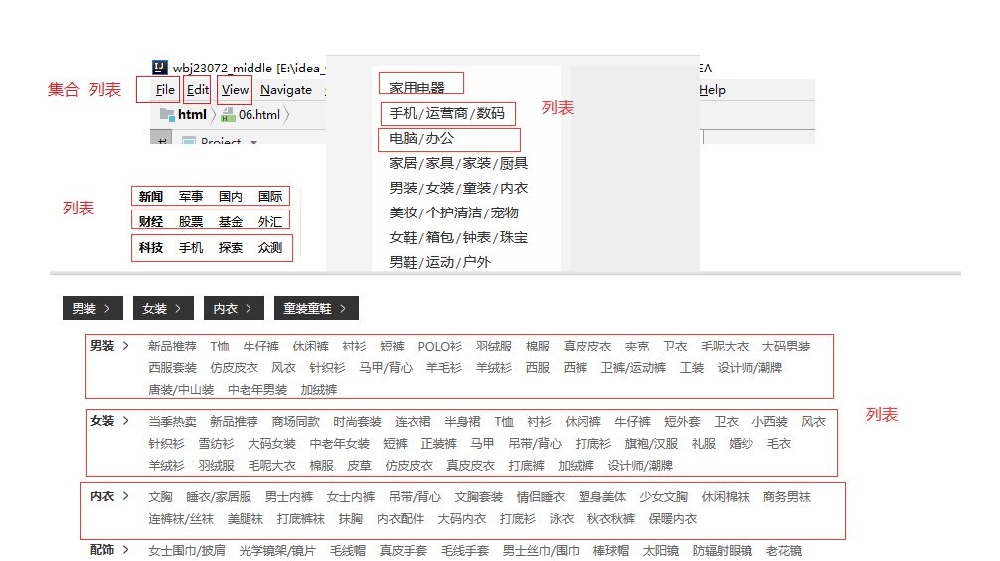 wbj23072_middle [E:\idea_
EA
集合 列表
File Edit View Navigate
Help
html 06.html
Project
家用电器
手机/运营商/数码
列表
电脑/办公
家居/家具/家装/厨具
男装/女装/童装/内衣
美妆/个护清洁/宠物
女鞋/箱包/钟表/珠宝
男鞋/运动/户外
列表
新闻 军事 国内 国际
财经 股票 基金 外汇
科技 手机 探索 众测
男装 > 女装 > 内衣 > 童装童鞋 >
男装 > 新品推荐 T恤 牛仔裤 休闲裤 衬衫 短裤 POLO衫 羽绒服 棉服 真皮皮衣 夹克 卫衣 毛呢大衣 大码男装
西服套装 仿皮皮衣 风衣 针织衫 马甲/背心 羊毛衫 羊绒衫 西服 西裤 卫裤/运动裤 工装 设计师/潮牌
唐装/中山装 中老年男装 加绒裤
列表
女装 > 当季热卖 新品推荐 商场同款 时尚套装 连衣裙 半身裙 T恤 衬衫 休闲裤 牛仔裤 短外套 卫衣 小西装 风衣
针织衫 雪纺衫 大码女装 中老年女装 短裤 正装裤 马甲 吊带/背心 打底衫 旗袍/汉服 礼服 婚纱 毛衣
羊绒衫 羽绒服 毛呢大衣 棉服 皮草 仿皮皮衣 真皮皮衣 打底裤 加绒裤 设计师/潮牌
内衣 > 文胸 睡衣/家居服 男士内裤 女士内裤 吊带/背心 文胸套装 情侣睡衣 塑身美体 少女文胸 休闲棉袜 商务男袜
连裤袜/丝袜 美腿袜 打底裤袜 抹胸 内衣配件 大码内衣 打底衫 泳衣 秋衣秋裤 保暖内衣
配饰 > 女士围巾/披肩 光学镜架/镜片 毛线帽 真皮手套 毛线手套 男士丝巾/围巾 棒球帽 太阳镜 防辐射眼镜 老花镜